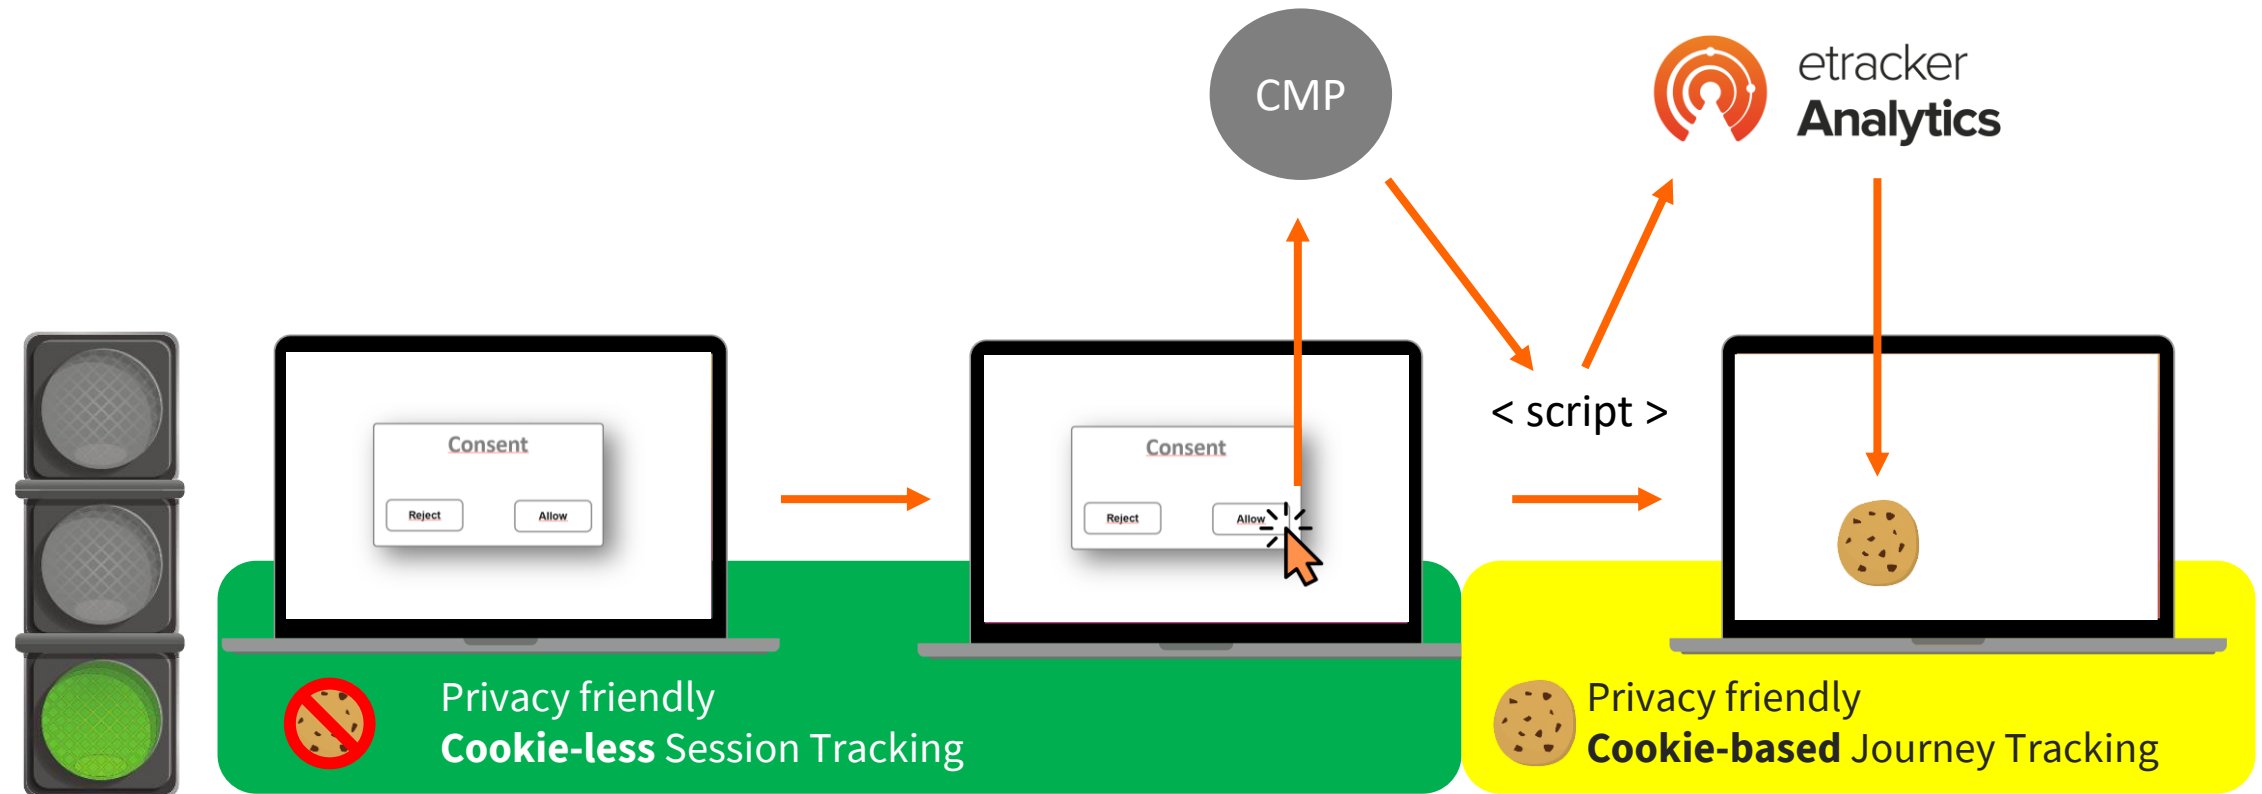 CMP
etracker
Analytics
Consent
Reject
Allow
Consent
Reject
Allow
< script >
Privacy friendly
Cookie-less Session Tracking
Privacy friendly
Cookie-based Journey Tracking